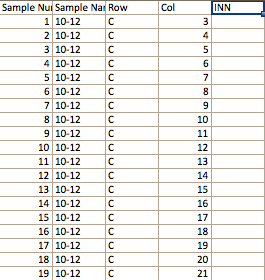 Sample Nur Sample Nar Row Col INN
1 10-12 C 3
2 10-12 C 4
3 10-12 C 5
4 10-12 C 6
5 10-12 C 7
6 10-12 C 8
7 10-12 C 9
8 10-12 C 10
9 10-12 C 11
10 10-12 C 12
11 10-12 C 13
12 10-12 C 14
13 10-12 C 15
14 10-12 C 16
15 10-12 C 17
16 10-12 C 18
17 10-12 C 19
18 10-12 C 20
19 10-12 C 21